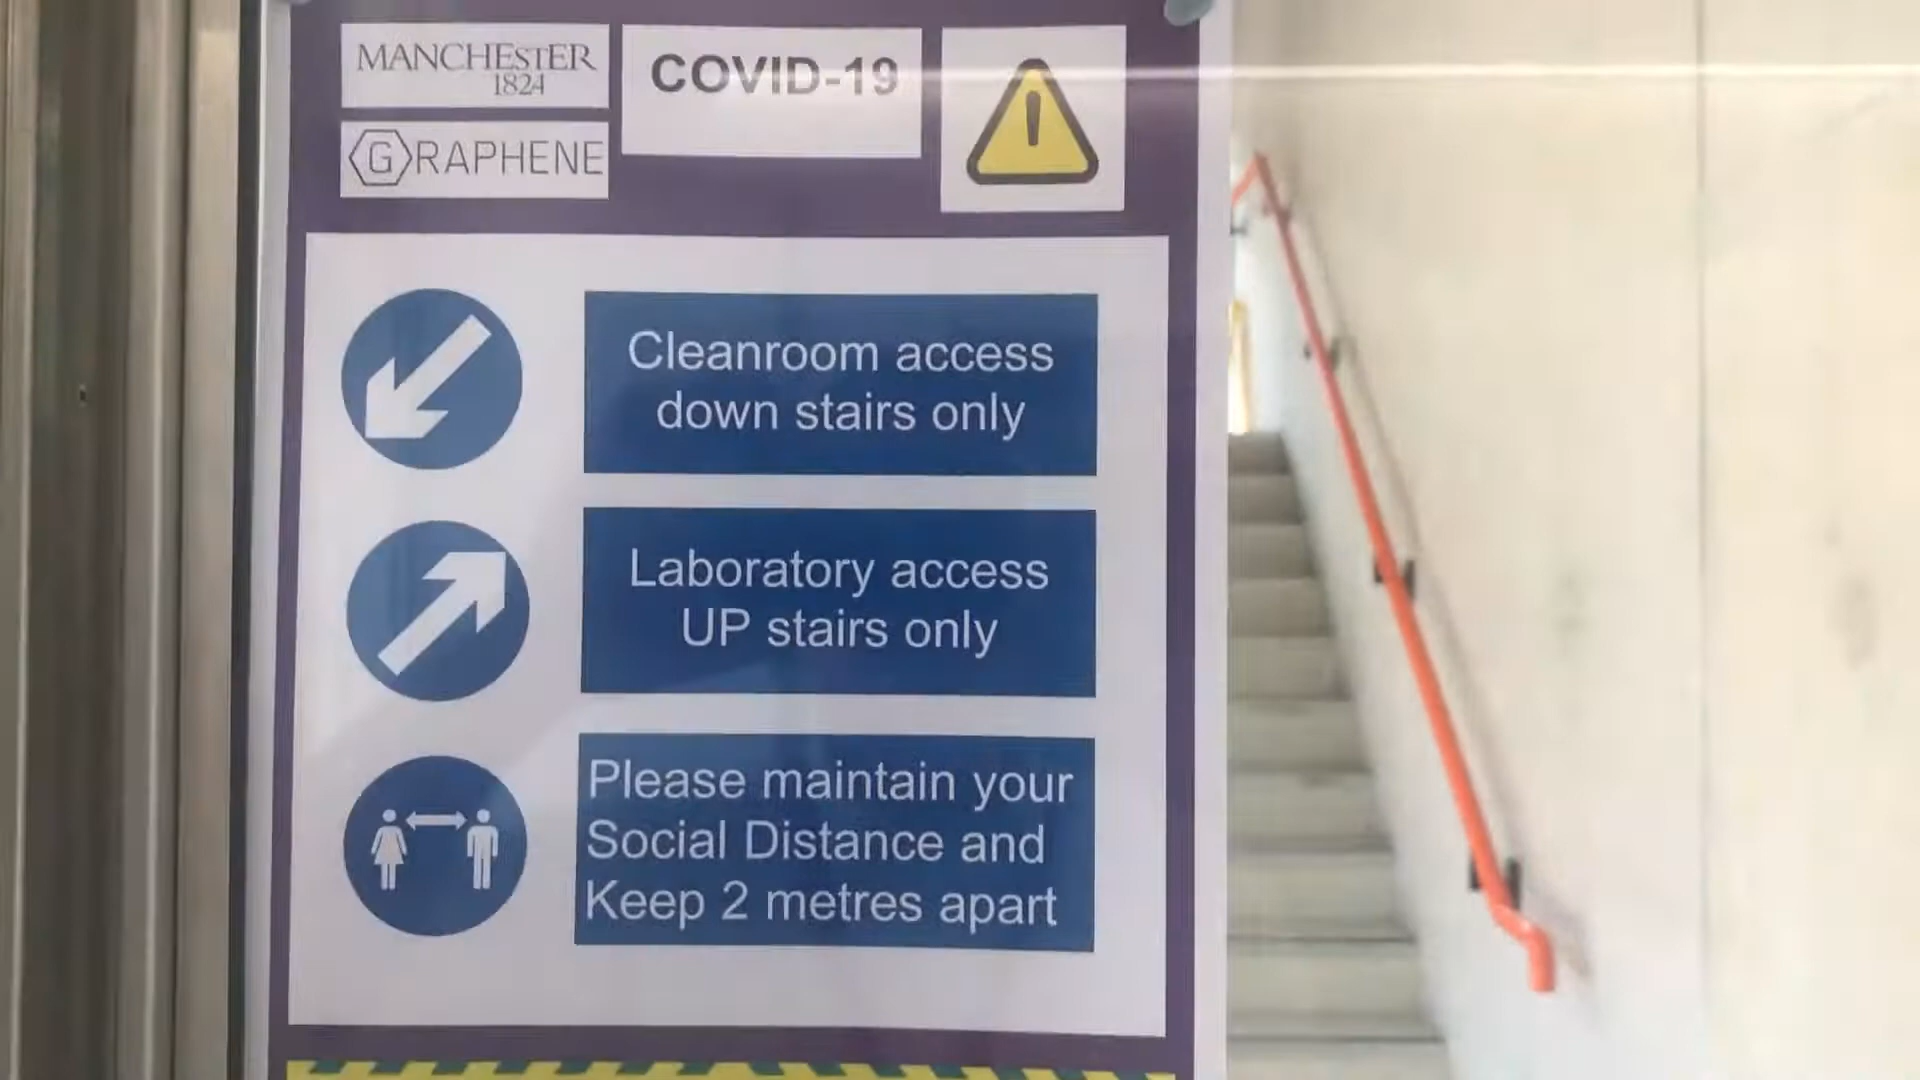 MANCHESTER
1824
GRAPHENE
COVID-19
Cleanroom access
down stairs only
Laboratory access
UP stairs only
Please maintain your
Social Distance and
Keep 2 metres apart